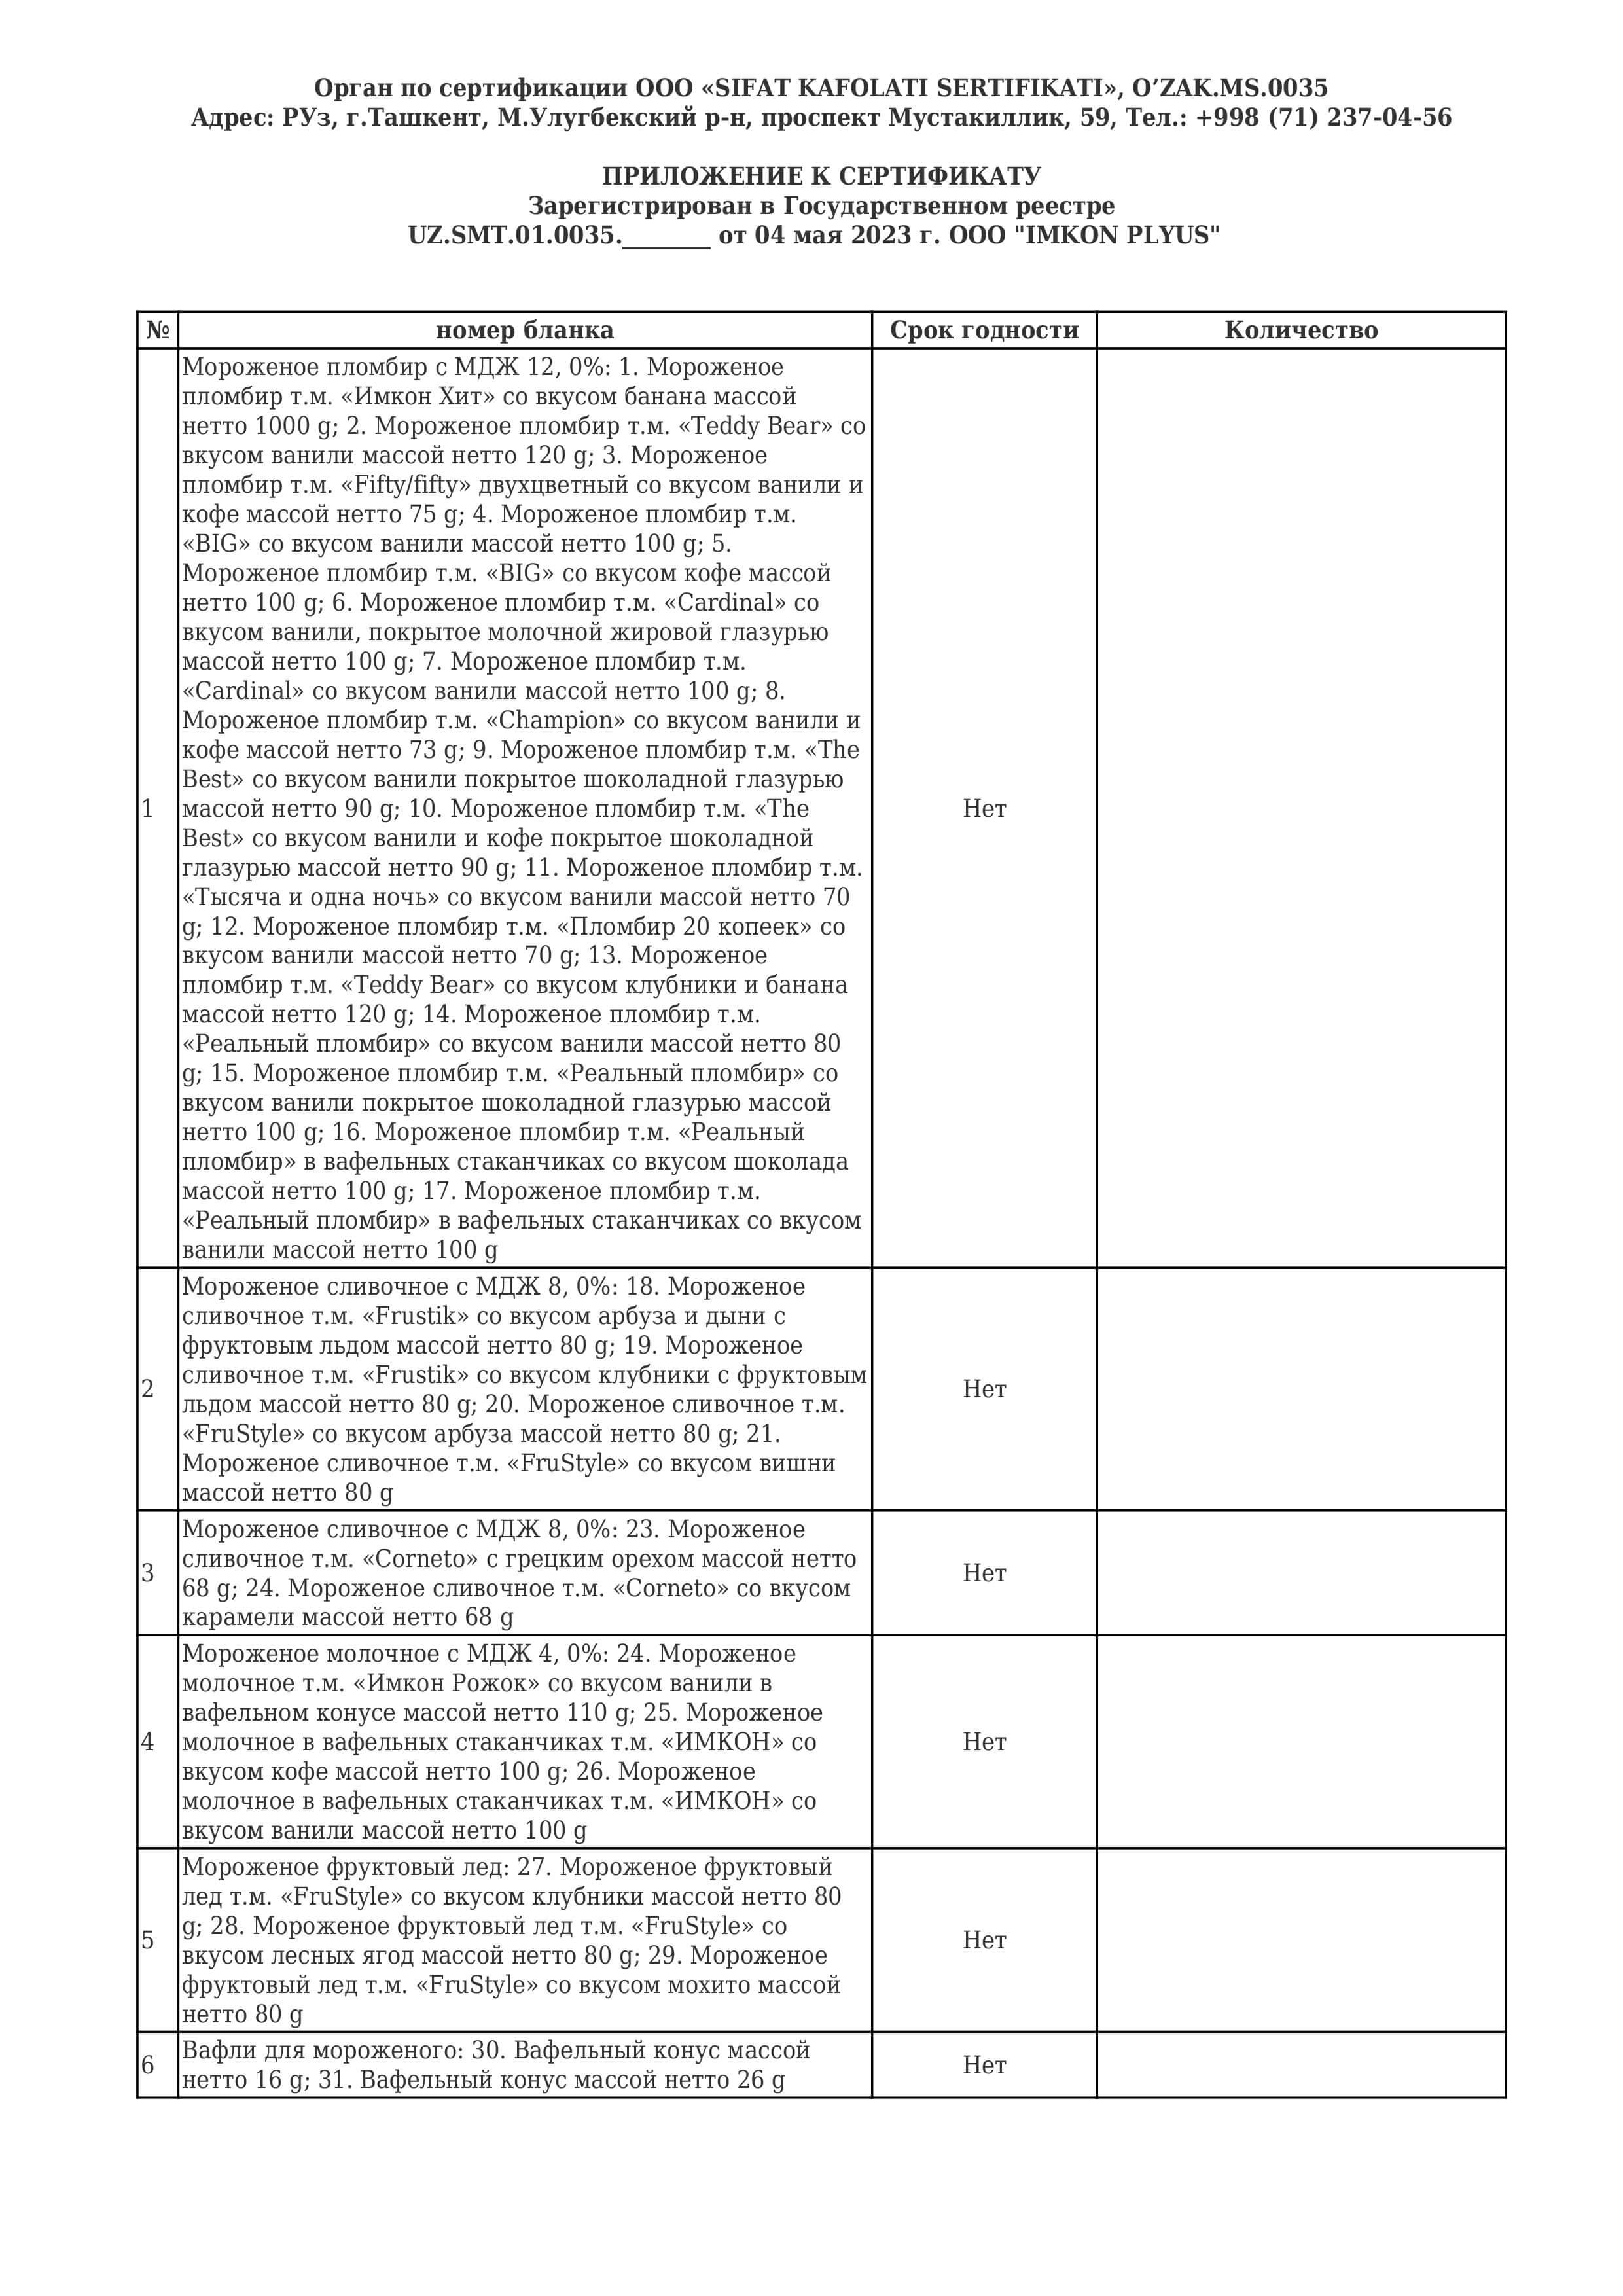 Орган по сертификации ООО «SIFAT KAFOLATI SERTIFIKATI», O’ZAK.MS.0035
Адрес: РУз, г.Ташкент, М.Улугбекский р-н, проспект Мустакиллик, 59, Тел.: +998 (71) 237-04-56
ПРИЛОЖЕНИЕ К СЕРТИФИКАТУ
Зарегистрирован в Государственном реестре
UZ.SMT.01.0035.________ от 04 мая 2023 г. ООО "IMKON PLYUS"
№ номер бланка Срок годности Количество
Мороженое пломбир с МДЖ 12, 0%: 1. Мороженое
пломбир т.м. «Имкон Хит» со вкусом банана массой
нетто 1000 g; 2. Мороженое пломбир т.м. «Teddy Bear» со
вкусом ванили массой нетто 120 g; 3. Мороженое
пломбир т.м. «Fifty/fifty» двухцветный со вкусом ванили и
кофе массой нетто 75 g; 4. Мороженое пломбир т.м.
«BIG» со вкусом ванили массой нетто 100 g; 5.
Мороженое пломбир т.м. «BIG» со вкусом кофе массой
нетто 100 g; 6. Мороженое пломбир т.м. «Cardinal» со
вкусом ванили, покрытое молочной жировой глазурью
массой нетто 100 g; 7. Мороженое пломбир т.м.
«Cardinal» со вкусом ванили массой нетто 100 g; 8.
Мороженое пломбир т.м. «Champion» со вкусом ванили и
кофе массой нетто 73 g; 9. Мороженое пломбир т.м. «The
Best» со вкусом ванили покрытое шоколадной глазурью
1 массой нетто 90 g; 10. Мороженое пломбир т.м. «The Нет
Best» со вкусом ванили и кофе покрытое шоколадной
глазурью массой нетто 90 g; 11. Мороженое пломбир т.м.
«Тысяча и одна ночь» со вкусом ванили массой нетто 70
g; 12. Мороженое пломбир т.м. «Пломбир 20 копеек» со
вкусом ванили массой нетто 70 g; 13. Мороженое
пломбир т.м. «Teddy Bear» со вкусом клубники и банана
массой нетто 120 g; 14. Мороженое пломбир т.м.
«Реальный пломбир» со вкусом ванили массой нетто 80
g; 15. Мороженое пломбир т.м. «Реальный пломбир» со
вкусом ванили покрытое шоколадной глазурью массой
нетто 100 g; 16. Мороженое пломбир т.м. «Реальный
пломбир» в вафельных стаканчиках со вкусом шоколада
массой нетто 100 g; 17. Мороженое пломбир т.м.
«Реальный пломбир» в вафельных стаканчиках со вкусом
ванили массой нетто 100 g
Мороженое сливочное с МДЖ 8, 0%: 18. Мороженое
сливочное т.м. «Frustik» со вкусом арбуза и дыни с
фруктовым льдом массой нетто 80 g; 19. Мороженое
сливочное т.м. «Frustik» со вкусом клубники с фруктовым
2 льдом массой нетто 80 g; 20. Мороженое сливочное т.м. Нет
«FruStyle» со вкусом арбуза массой нетто 80 g; 21.
Мороженое сливочное т.м. «FruStyle» со вкусом вишни
массой нетто 80 g
Мороженое сливочное с МДЖ 8, 0%: 23. Мороженое
сливочное т.м. «Corneto» с грецким орехом массой нетто
3 68 g; 24. Мороженое сливочное т.м. «Corneto» со вкусом Нет
карамели массой нетто 68 g
Мороженое молочное с МДЖ 4, 0%: 24. Мороженое
молочное т.м. «Имкон Рожок» со вкусом ванили в
вафельном конусе массой нетто 110 g; 25. Мороженое
4 молочное в вафельных стаканчиках т.м. «ИМКОН» со Нет
вкусом кофе массой нетто 100 g; 26. Мороженое
молочное в вафельных стаканчиках т.м. «ИМКОН» со
вкусом ванили массой нетто 100 g
Мороженое фруктовый лед: 27. Мороженое фруктовый
лед т.м. «FruStyle» со вкусом клубники массой нетто 80
g; 28. Мороженое фруктовый лед т.м. «FruStyle» со
5 вкусом лесных ягод массой нетто 80 g; 29. Мороженое Нет
фруктовый лед т.м. «FruStyle» со вкусом мохито массой
нетто 80 g
Вафли для мороженого: 30. Вафельный конус массой
6 нетто 16 g; 31. Вафельный конус массой нетто 26 g Нет